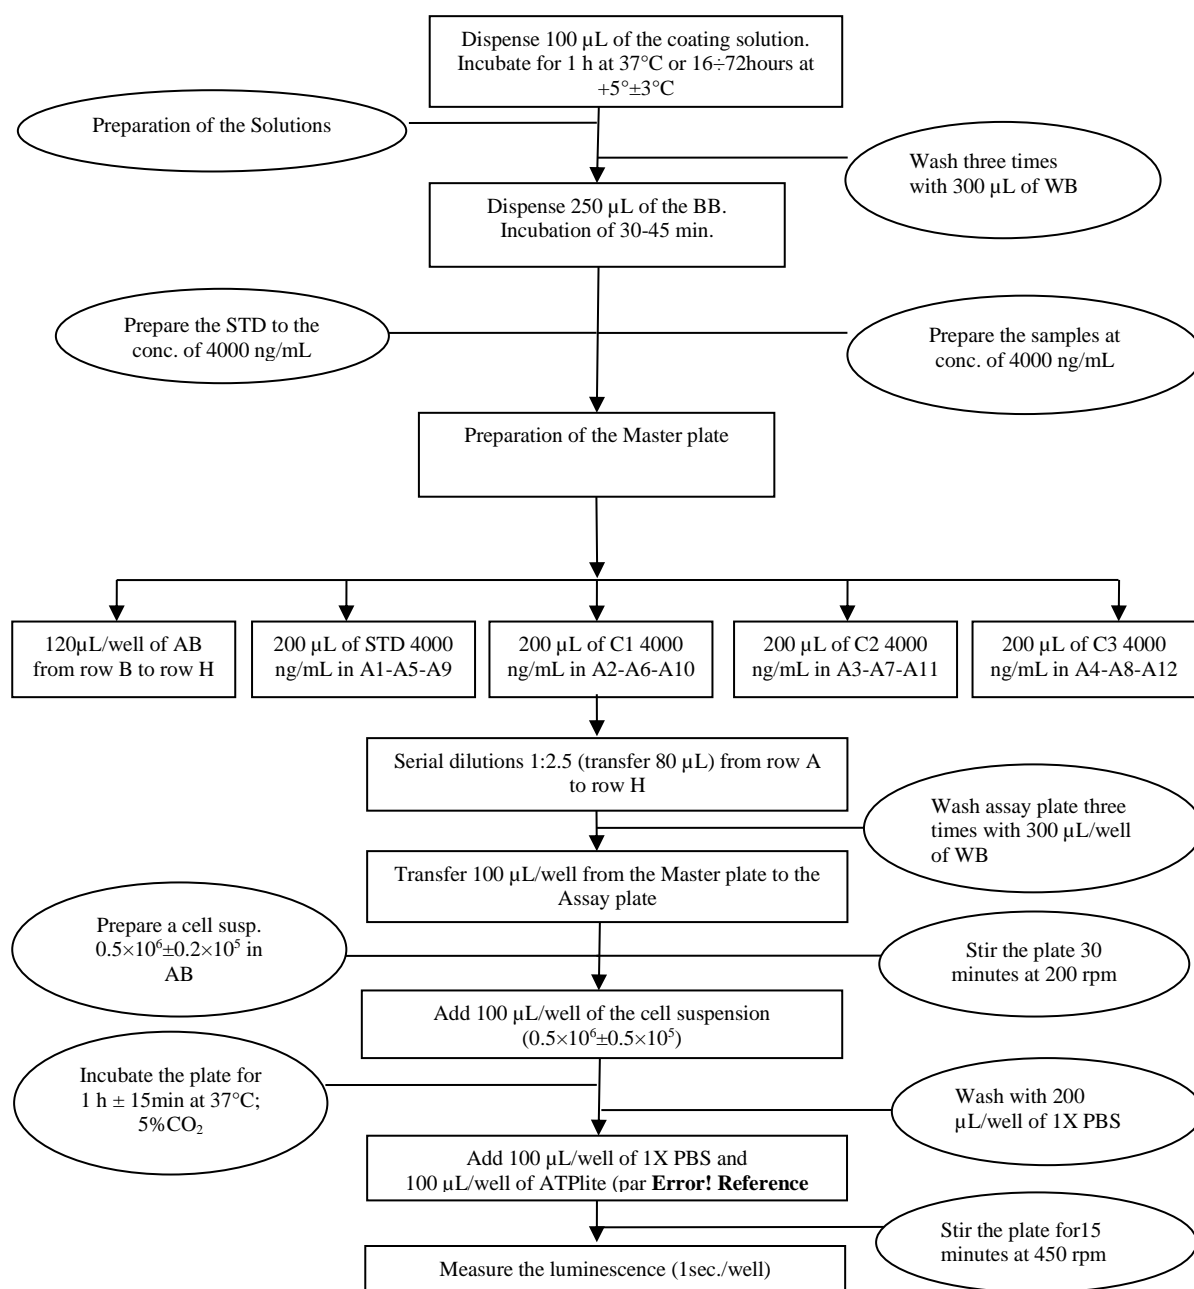 Dispense 100 µL of the coating solution.
Incubate for 1 h at 37°C or 16÷72hours at
+5°±3°C
Preparation of the Solutions
Wash three times
with 300 µL of WB
Dispense 250 µL of the BB.
Incubation of 30-45 min.
Prepare the STD to the
conc. of 4000 ng/mL
Prepare the samples at
conc. of 4000 ng/mL
Preparation of the Master plate
120µL/well of AB
from row B to row H
200 µL of STD 4000
ng/mL in A1-A5-A9
200 µL of C1 4000
ng/mL in A2-A6-A10
200 µL of C2 4000
ng/mL in A3-A7-A11
200 µL of C3 4000
ng/mL in A4-A8-A12
Serial dilutions 1:2.5 (transfer 80 µL) from row A
to row H
Wash assay plate three
times with 300 µL/well
of WB
Transfer 100 µL/well from the Master plate to the
Assay plate
Prepare a cell susp.
0.5×10⁶±0.2×10⁵ in
AB
Stir the plate 30
minutes at 200 rpm
Add 100 µL/well of the cell suspension
(0.5×10⁶±0.5×10⁵)
Incubate the plate for
1 h ± 15min at 37°C;
5%CO₂
Wash with 200
µL/well of 1X PBS
Add 100 µL/well of 1X PBS and
100 µL/well of ATPlite (par Error! Reference
Stir the plate for15
minutes at 450 rpm
Measure the luminescence (1sec./well)